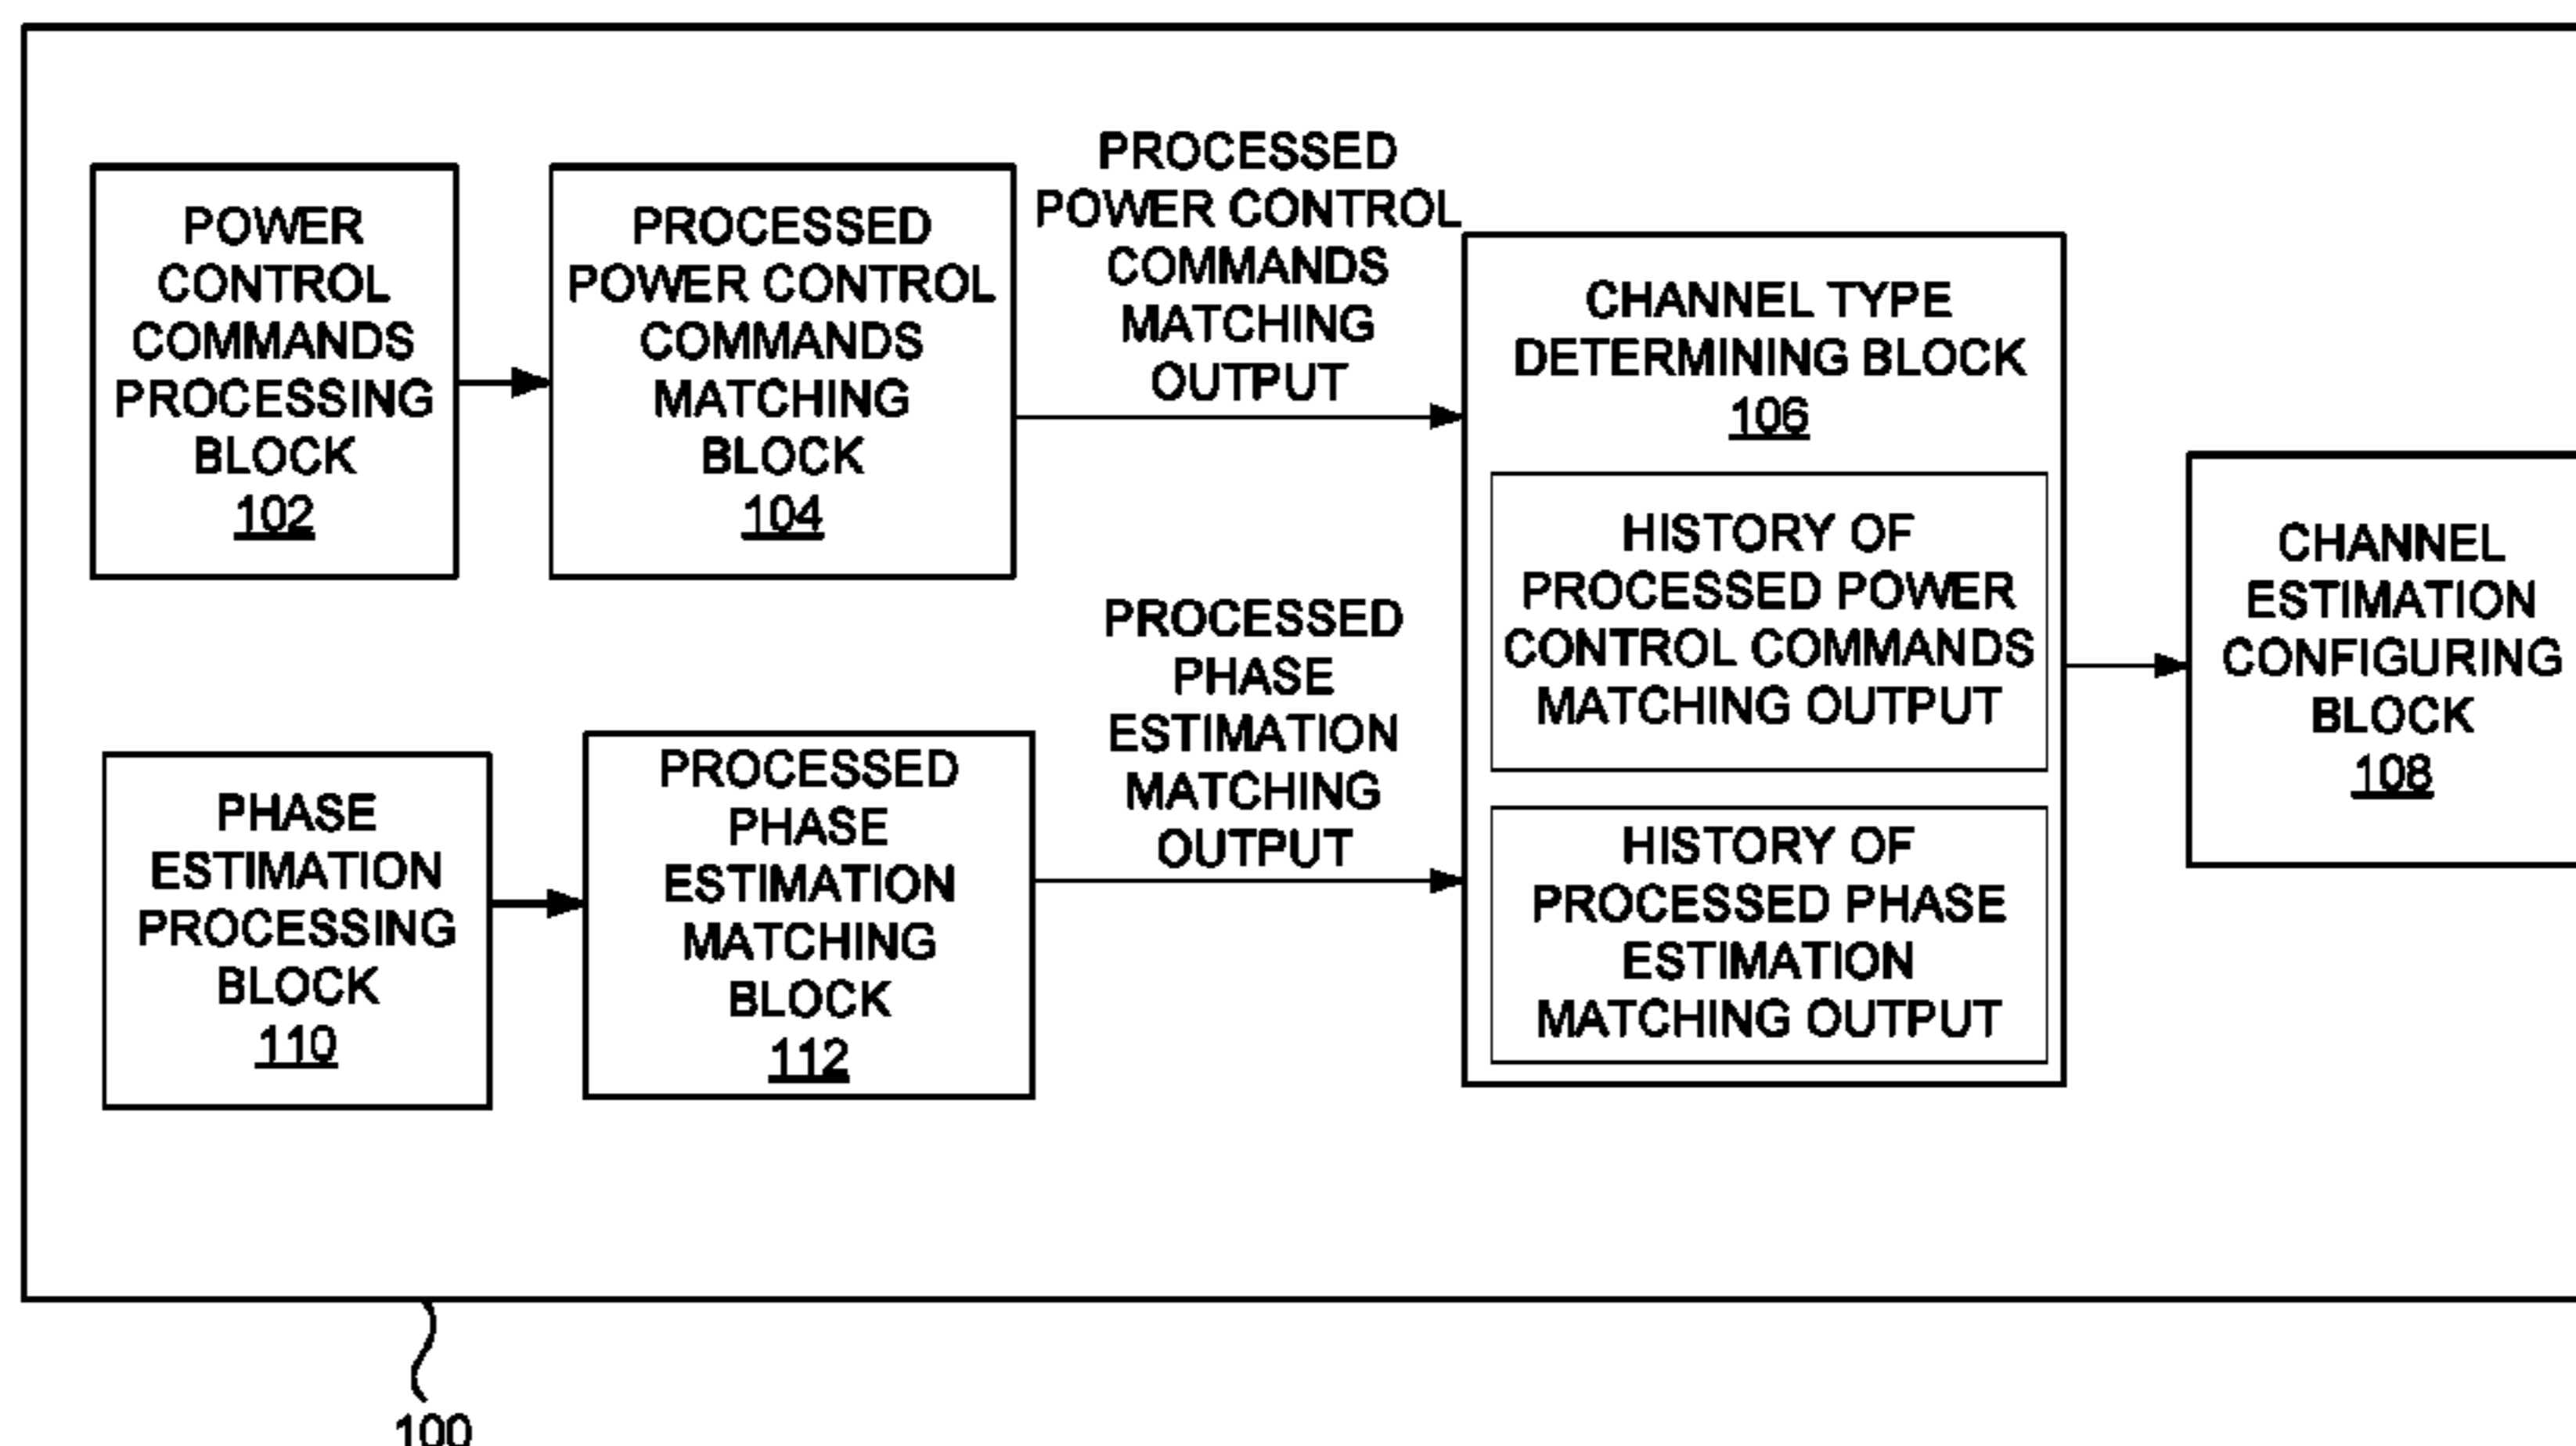 POWER
CONTROL
COMMANDS
PROCESSING
BLOCK
102
PROCESSED
POWER CONTROL
COMMANDS
MATCHING
BLOCK
104
PROCESSED
POWER CONTROL
COMMANDS
MATCHING
OUTPUT
CHANNEL TYPE
DETERMINING BLOCK
106
HISTORY OF
PROCESSED POWER
CONTROL COMMANDS
MATCHING OUTPUT
HISTORY OF
PROCESSED PHASE
ESTIMATION
MATCHING OUTPUT
CHANNEL
ESTIMATION
CONFIGURING
BLOCK
108
PHASE
ESTIMATION
PROCESSING
BLOCK
110
PROCESSED
PHASE
ESTIMATION
MATCHING
BLOCK
112
PROCESSED
PHASE
ESTIMATION
MATCHING
OUTPUT
100